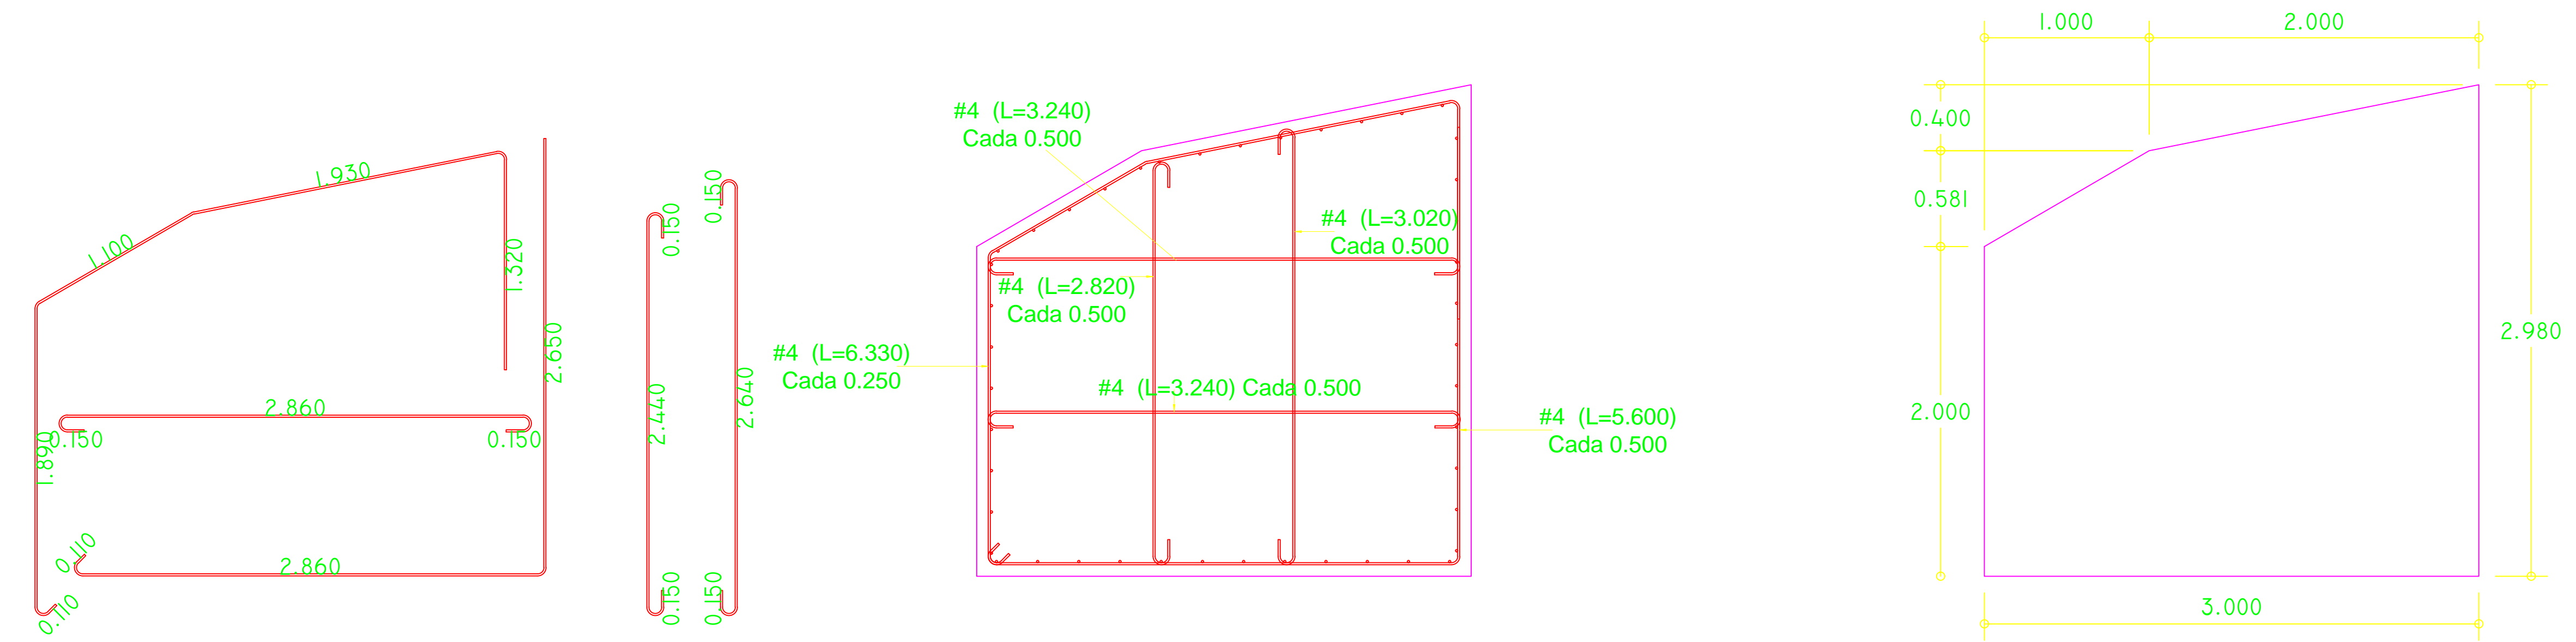 1.930
1.100
1.320
2.650
2.860
0.150
0.150
1.890
0.110
2.860
0.110
0.150
0.150
2.440
2.640
0.150
0.150
#4 (L=3.240)
Cada 0.500
#4 (L=3.020)
Cada 0.500
#4 (L=2.820)
Cada 0.500
#4 (L=6.330)
Cada 0.250
#4 (L=3.240) Cada 0.500
#4 (L=5.600)
Cada 0.500
1.000
2.000
0.400
0.581
2.000
2.980
3.000